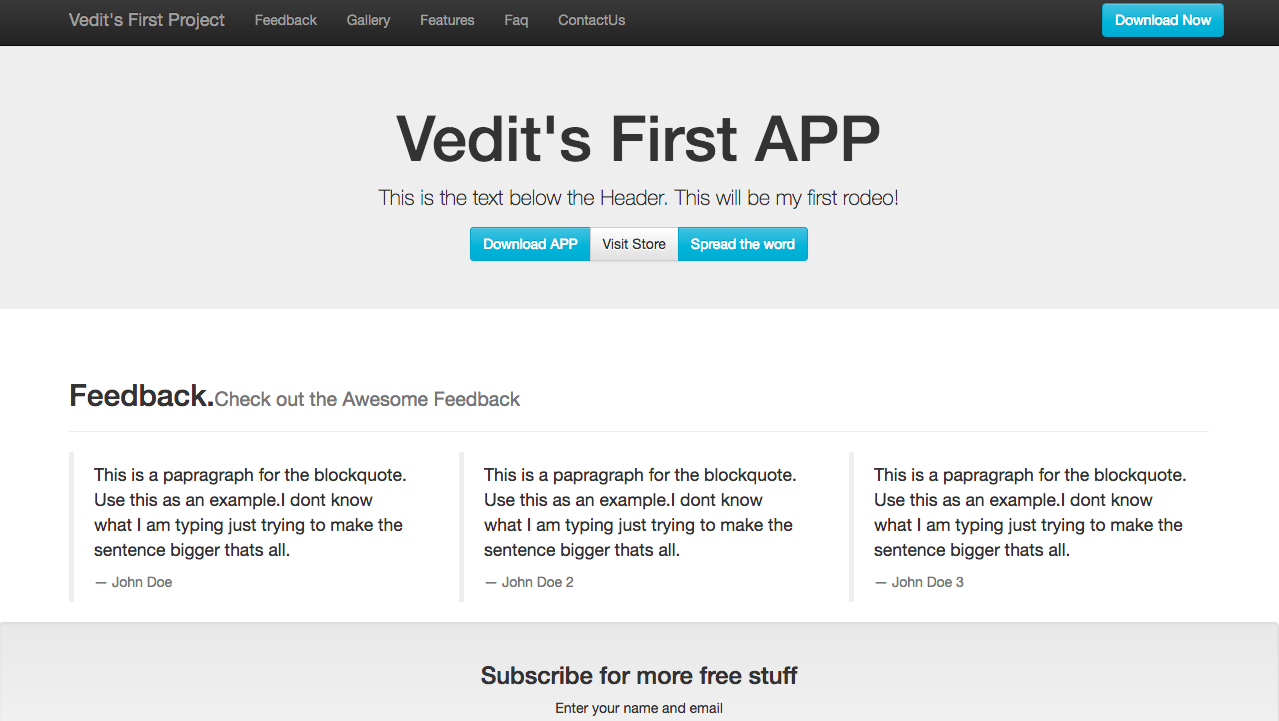 Vedit's First Project Feedback Gallery Features Faq ContactUs Download Now
Vedit's First APP
This is the text below the Header. This will be my first rodeo!
Download APP Visit Store Spread the word
Feedback.Check out the Awesome Feedback
This is a papragraph for the blockquote.
Use this as an example.I dont know
what I am typing just trying to make the
sentence bigger thats all.
— John Doe
This is a papragraph for the blockquote.
Use this as an example.I dont know
what I am typing just trying to make the
sentence bigger thats all.
— John Doe 2
This is a papragraph for the blockquote.
Use this as an example.I dont know
what I am typing just trying to make the
sentence bigger thats all.
— John Doe 3
Subscribe for more free stuff
Enter your name and email